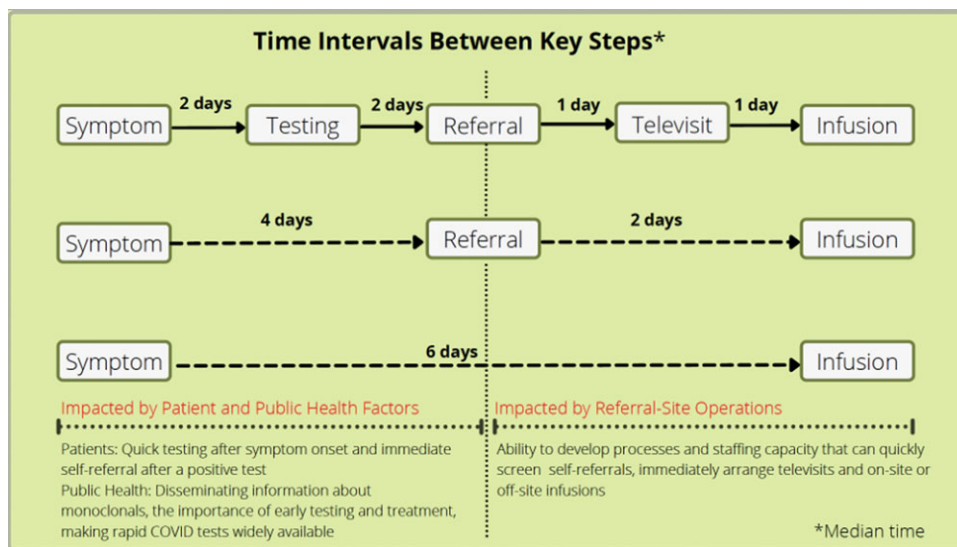 Time Intervals Between Key Steps*
2 days
2 days
1 day
1 day
Symptom
Testing
Referral
Televisit
Infusion
4 days
2 days
Symptom
Referral
Infusion
6 days
Symptom
Infusion
Impacted by Patient and Public Health Factors
Patients: Quick testing after symptom onset and immediate
self-referral after a positive test
Public Health: Disseminating information about
monoclonals, the importance of early testing and treatment,
making rapid COVID tests widely available
Impacted by Referral-Site Operations
Ability to develop processes and staffing capacity that can quickly
screen self-referrals, immediately arrange televisits and on-site or
off-site infusions
*Median time